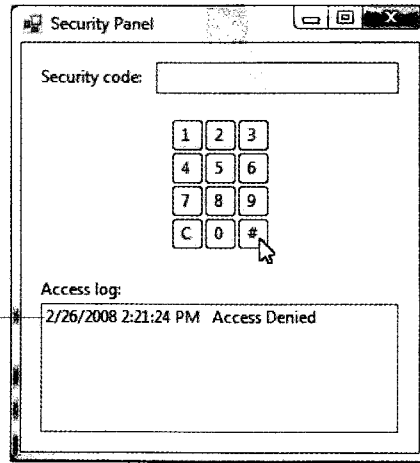 Security Panel
Security code:
1 2 3
4 5 6
7 8 9
C 0 #
Access log:
2/26/2008 2:21:24 PM Access Denied